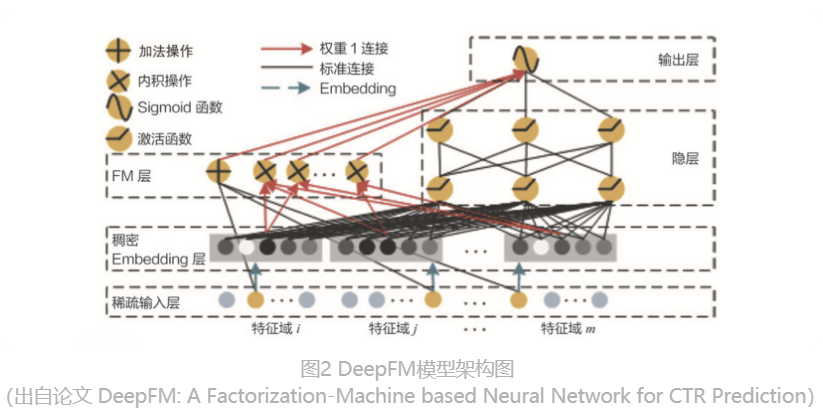 加法操作
内积操作
Sigmoid 函数
激活函数
权重 1 连接
标准连接
Embedding
输出层
隐层
FM 层
稠密
Embedding 层
稀疏输入层
特征域 i 特征域 j ... 特征域 m
图2 DeepFM模型架构图
(出自论文 DeepFM: A Factorization-Machine based Neural Network for CTR Prediction)